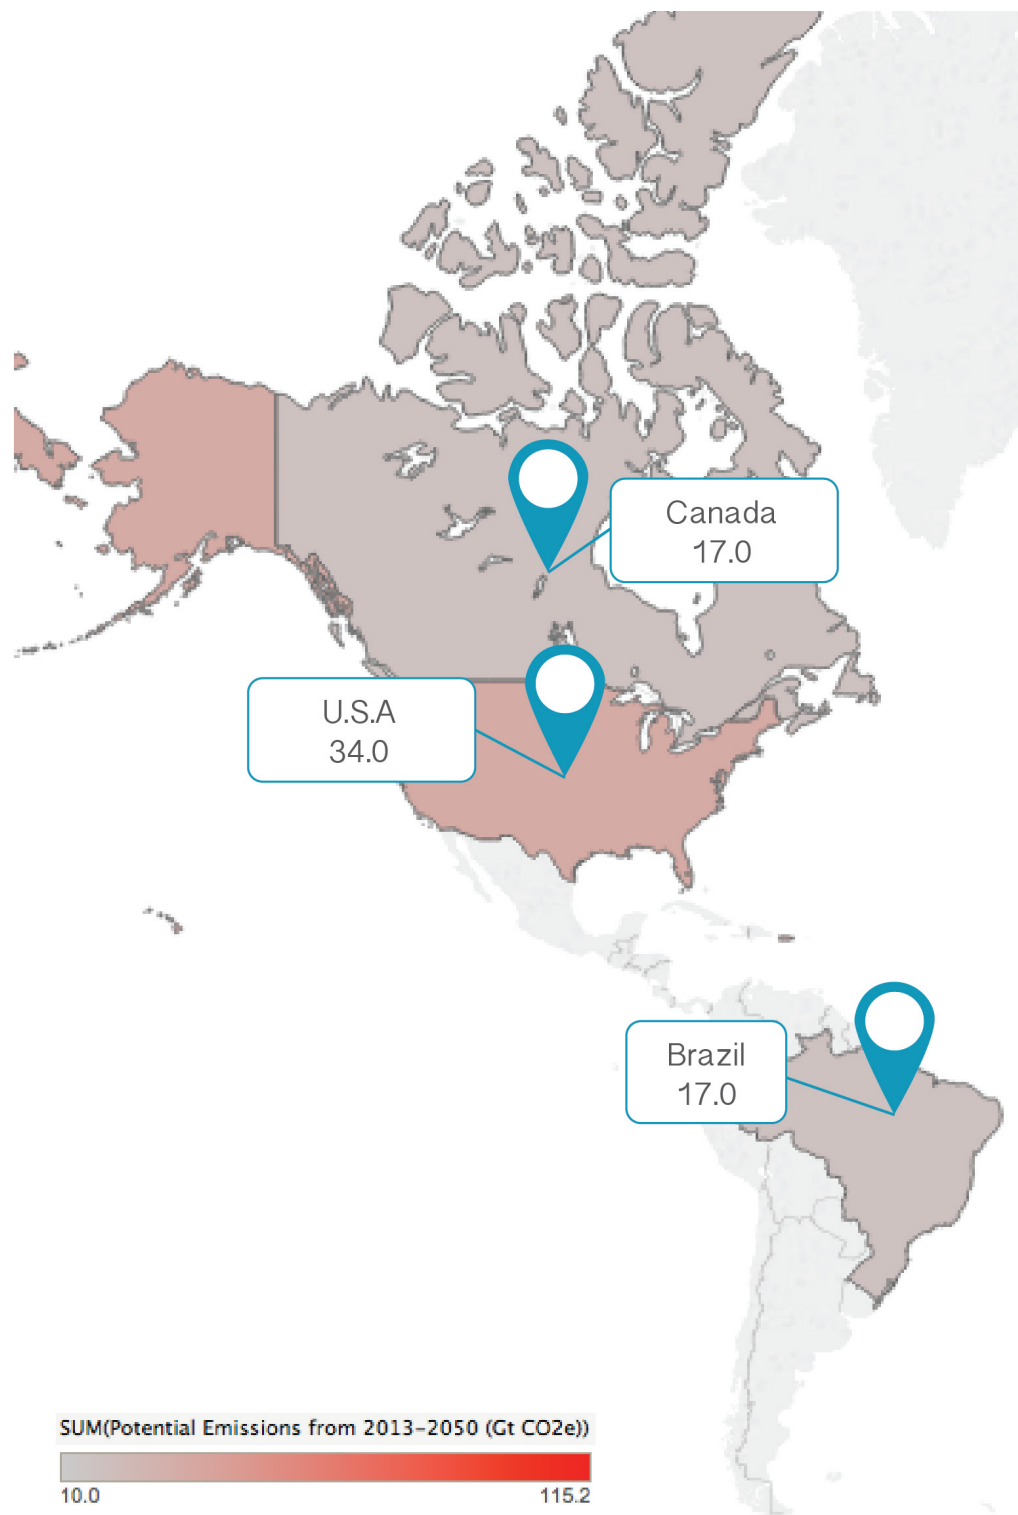 Canada
17.0
U.S.A
34.0
Brazil
17.0
SUM(Potential Emissions from 2013-2050 (Gt CO2e))
10.0 115.2